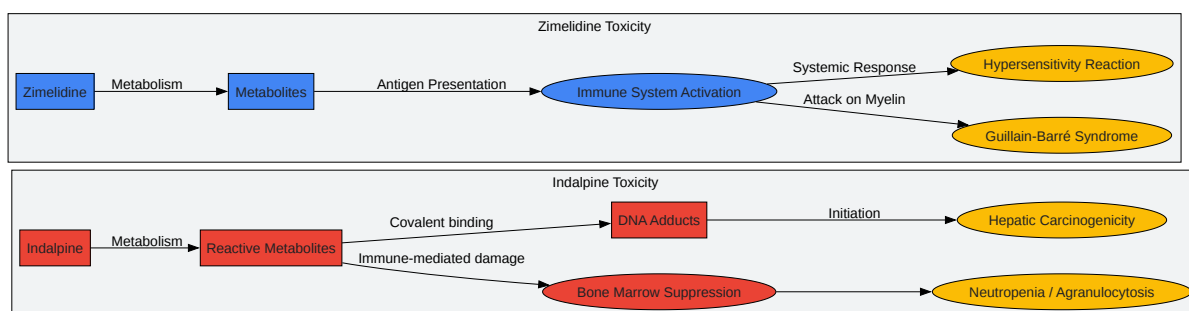 Zimelidine Toxicity
Zimelidine
Metabolism
Metabolites
Antigen Presentation
Immune System Activation
Systemic Response
Hypersensitivity Reaction
Attack on Myelin
Guillain-Barré Syndrome
Indalpine Toxicity
Indalpine
Metabolism
Reactive Metabolites
Covalent binding
DNA Adducts
Initiation
Hepatic Carcinogenicity
Immune-mediated damage
Bone Marrow Suppression
Neutropenia / Agranulocytosis